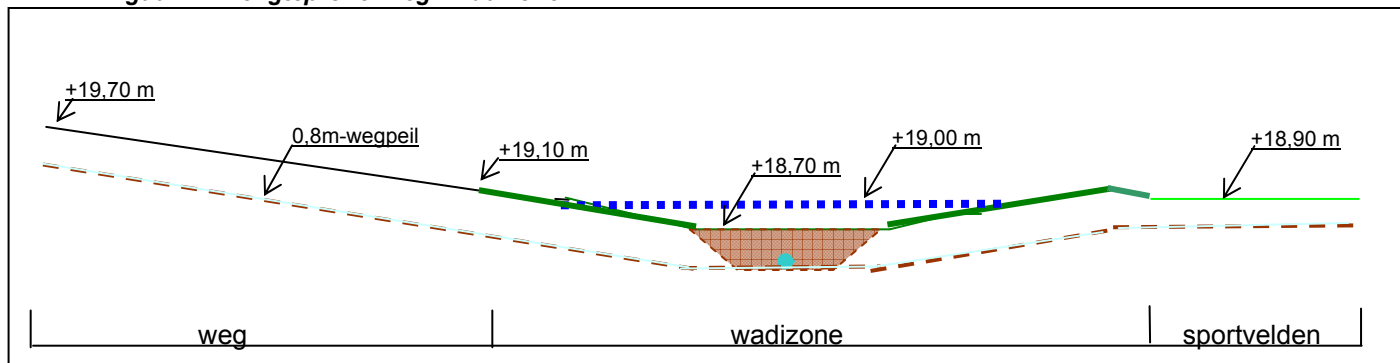 +19,70 m
0,8m-wegpeil
+19,10 m
+18,70 m
+19,00 m
+18,90 m
weg
wadizone
sportvelden